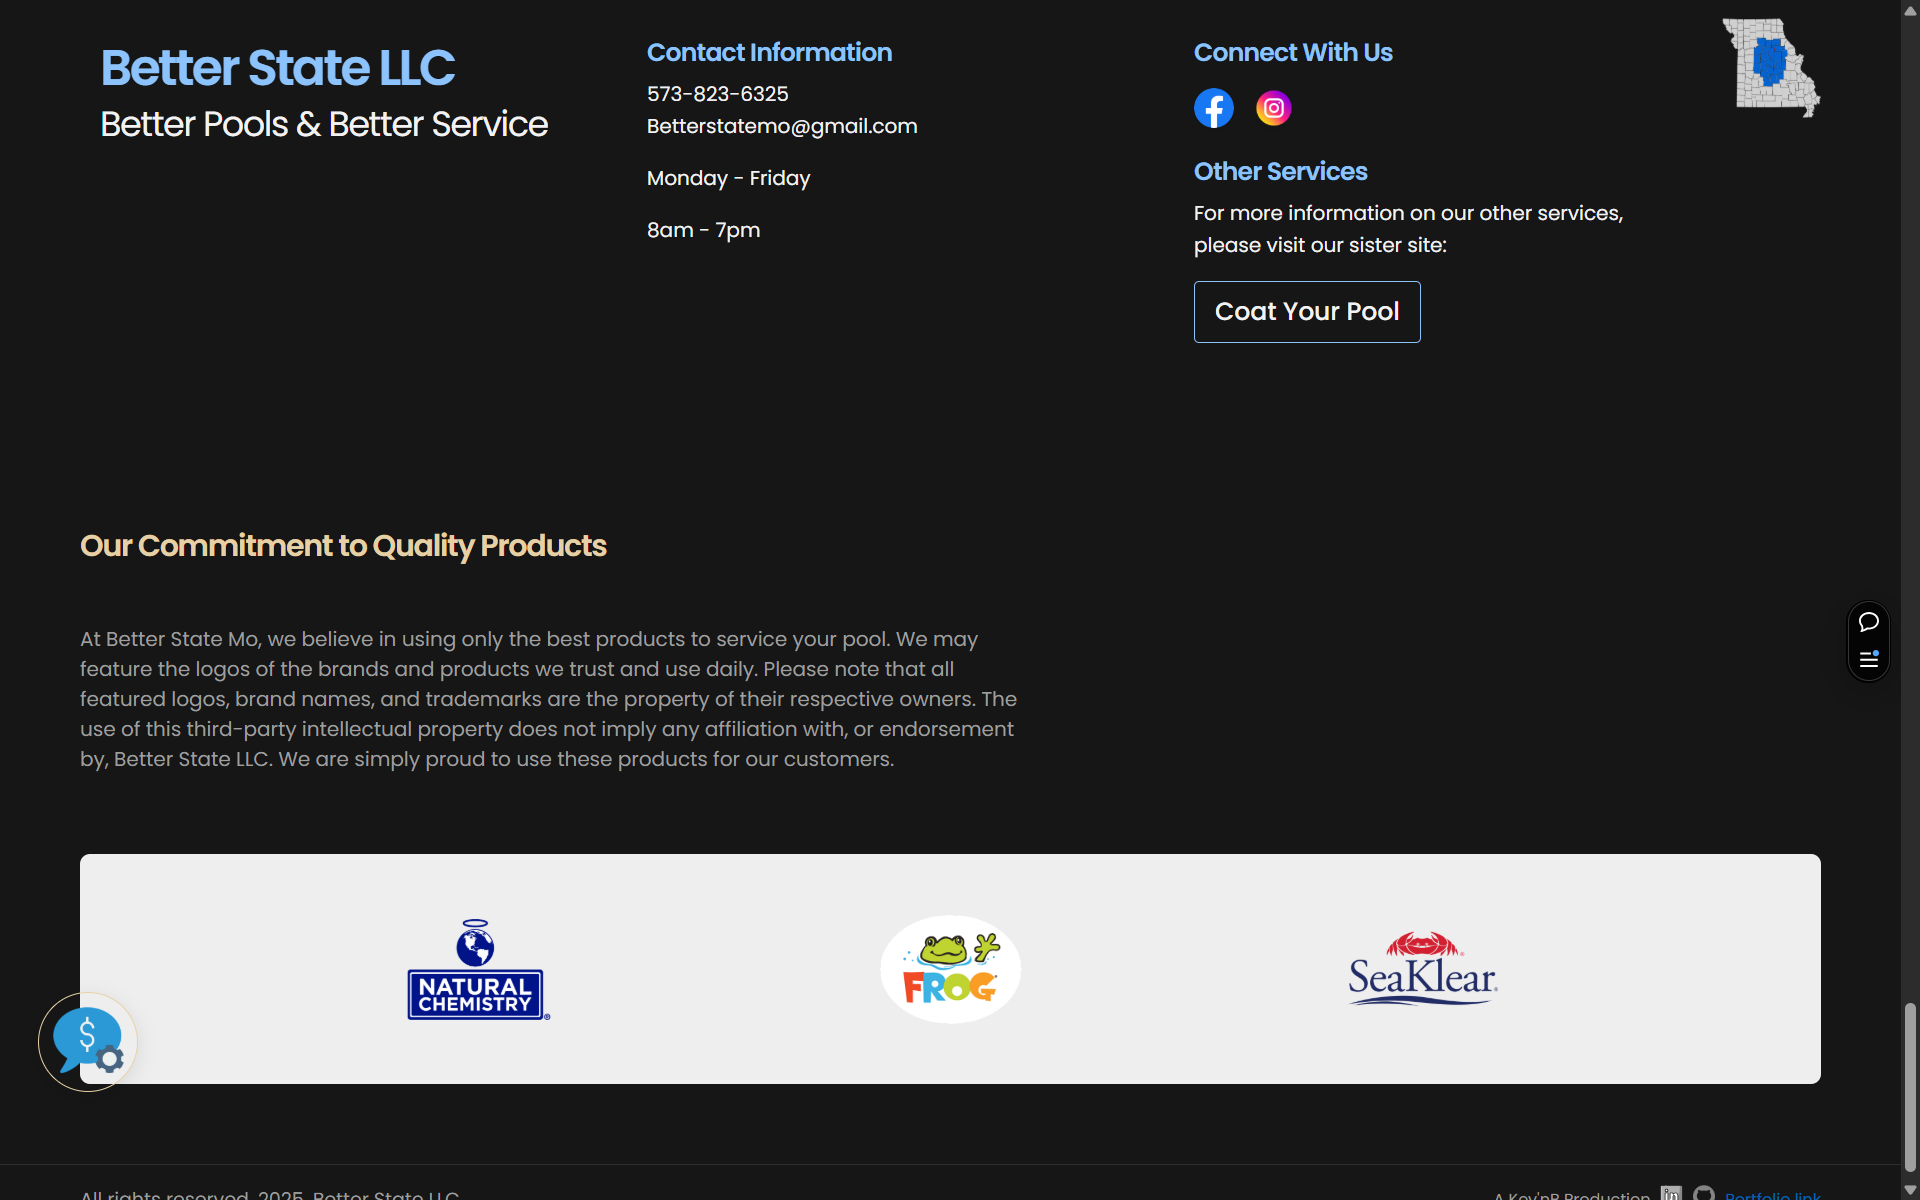 Better State LLC
Better Pools & Better Service
Contact Information
573-823-6325
Betterstatemo@gmail.com
Monday - Friday
8am - 7pm
Connect With Us
Other Services
For more information on our other services,
please visit our sister site:
Coat Your Pool
Our Commitment to Quality Products
At Better State Mo, we believe in using only the best products to service your pool. We may
feature the logos of the brands and products we trust and use daily. Please note that all
featured logos, brand names, and trademarks are the property of their respective owners. The
use of this third-party intellectual property does not imply any affiliation with, or endorsement
by, Better State LLC. We are simply proud to use these products for our customers.
NATURAL
CHEMISTRY®
FROG
SeaKlear®
$
All rights reserved. 2025. Better State LLC
A Key'nB Production in Portfolio link